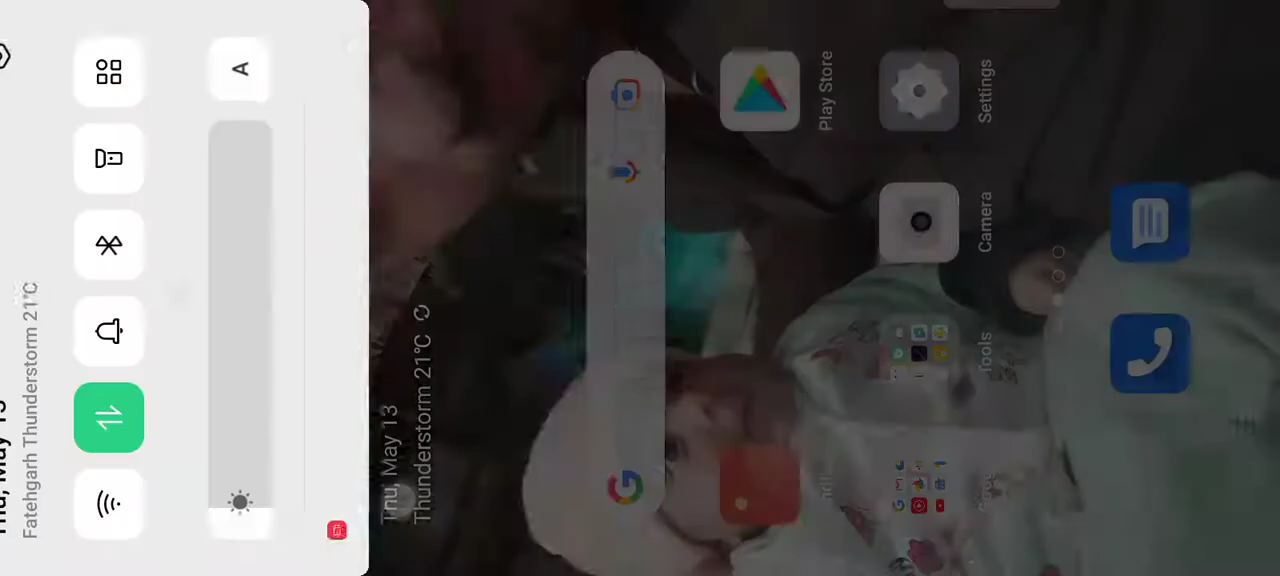 Thu, May 13
Fatehgarh Thunderstorm 21°C
A
Thu, May 13
Thunderstorm 21°C
Play Store
Settings
Camera
Tools